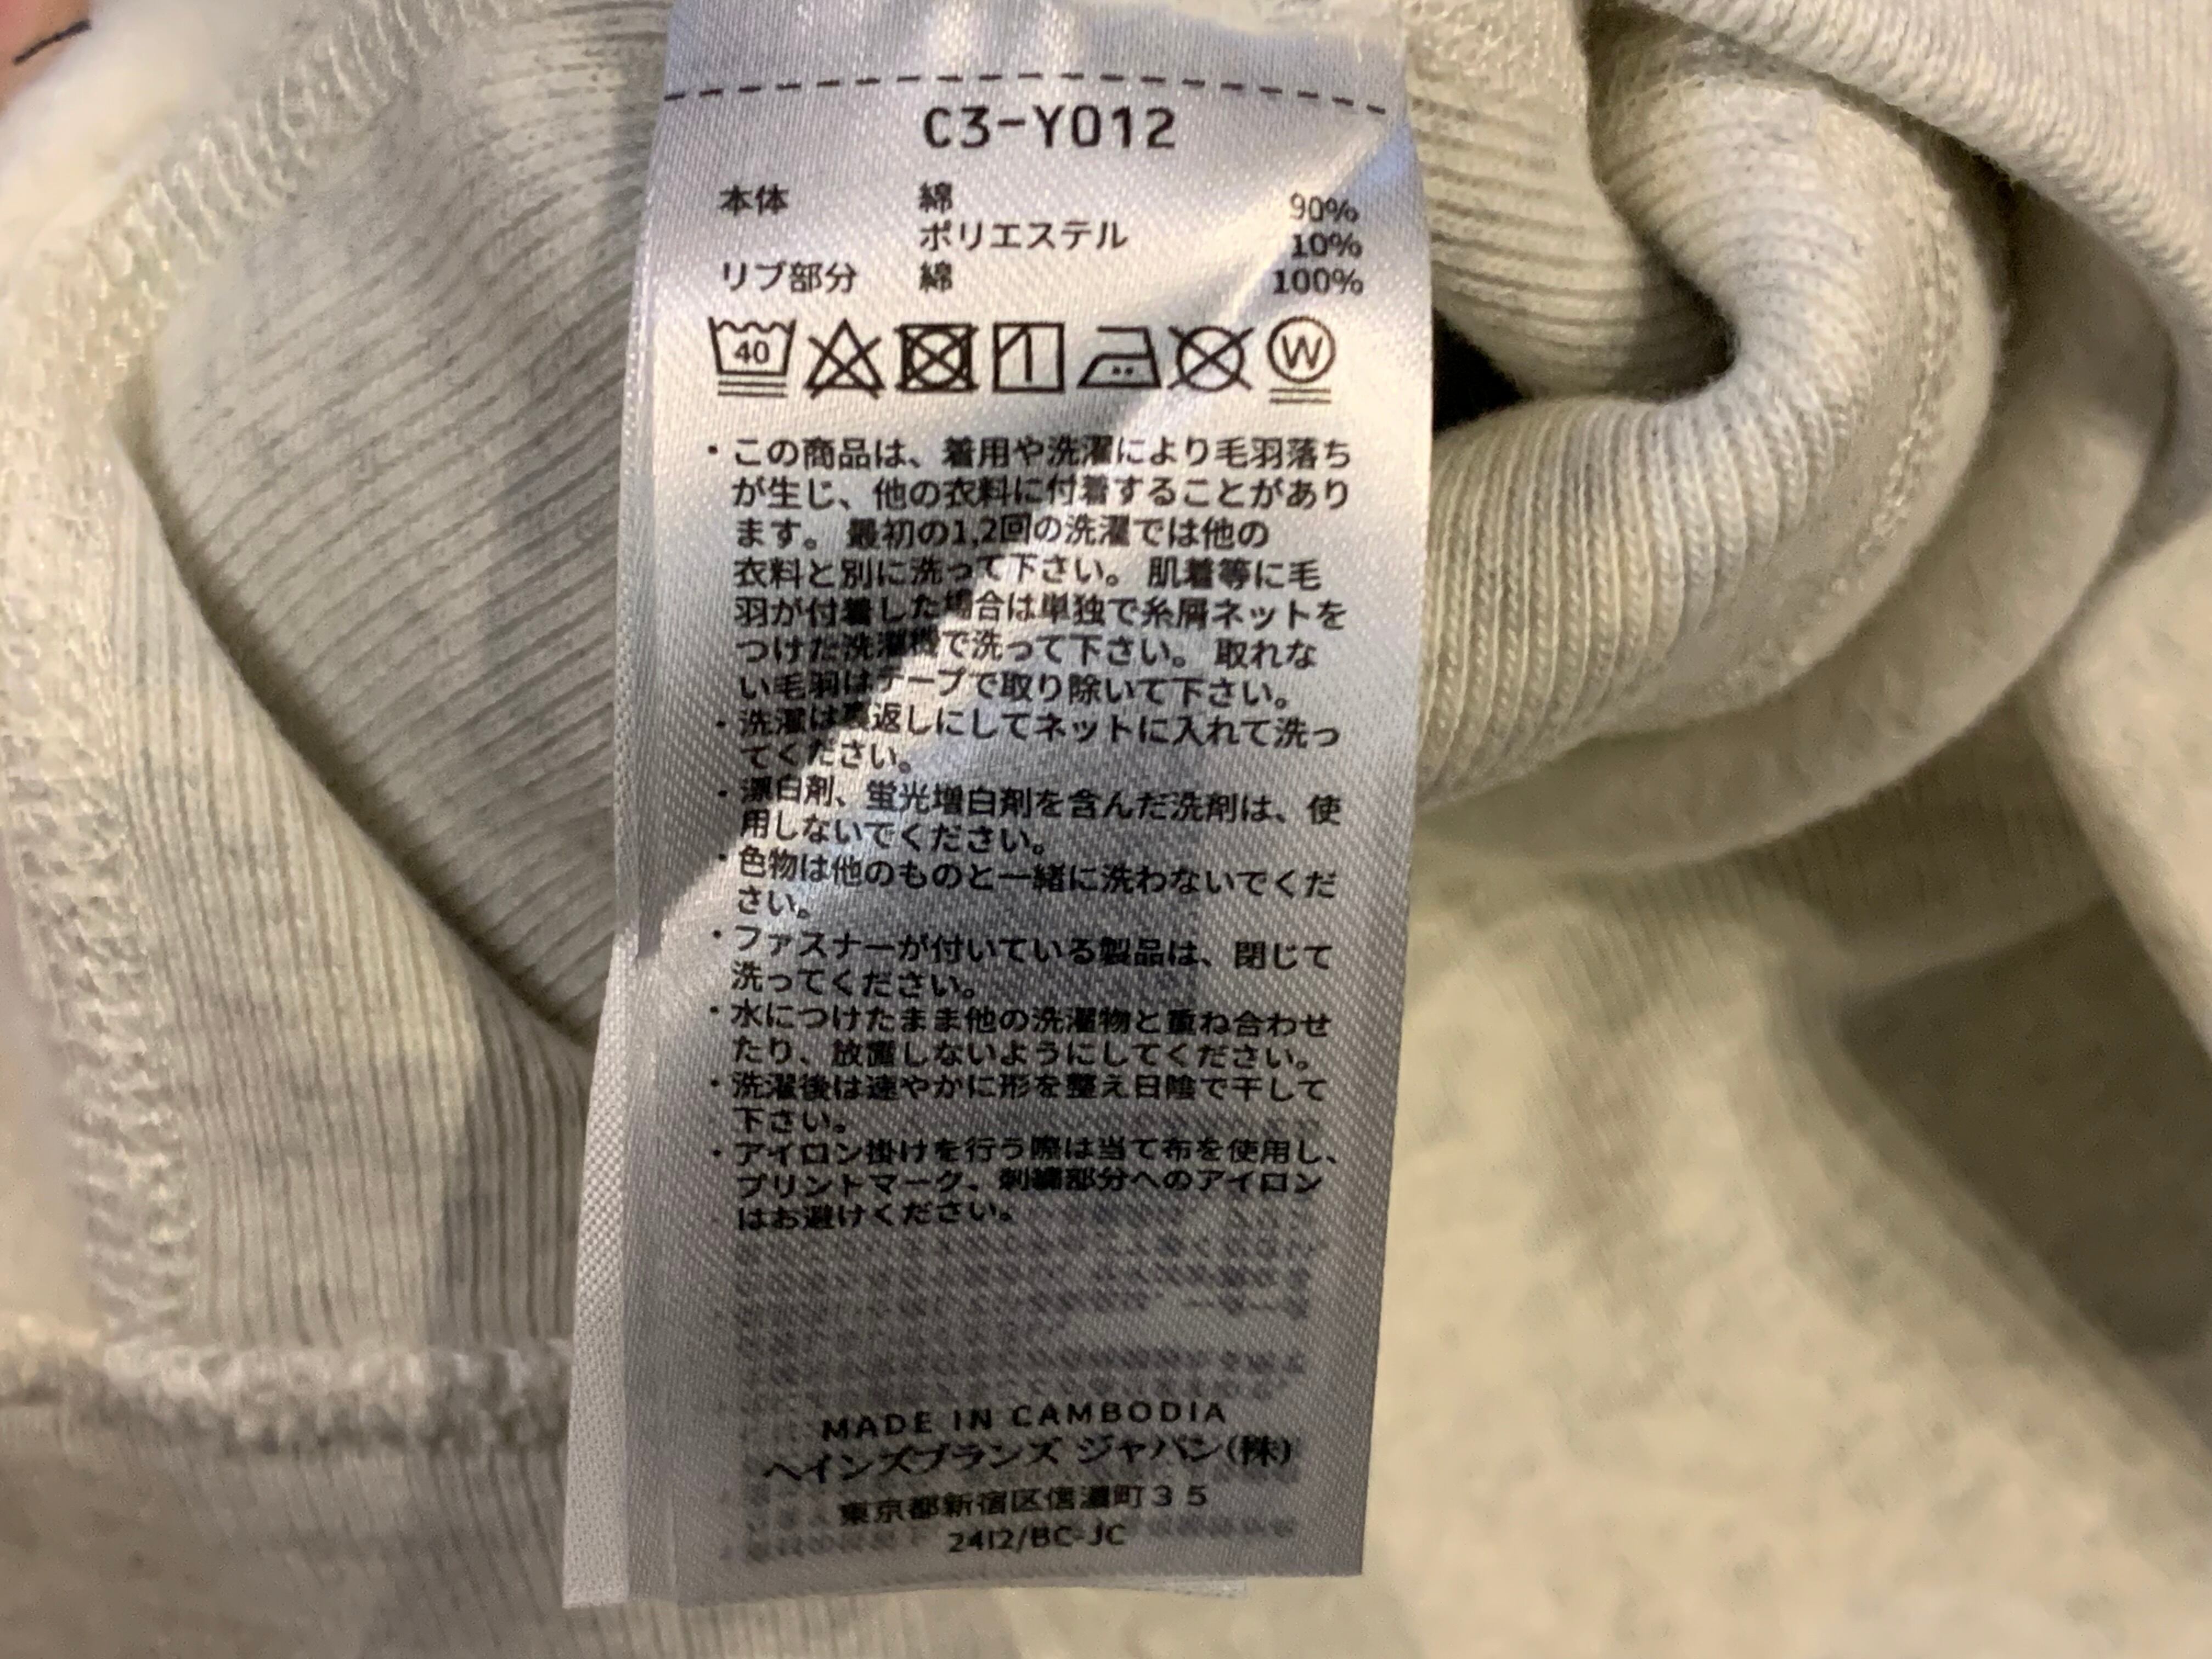 C3-Y012
本体 綿 90%
ポリエステル 10%
リブ部分 綿 100%
40 W
・この商品は、着用や洗濯により毛羽落ち
が生じ、他の衣料に付着することがあり
ます。最初の1,2回の洗濯では他の
衣料と別に洗って下さい。肌着等に毛
羽が付着した場合は単独で糸屑ネットを
つけた洗濯機で洗って下さい。取れな
い毛羽はテープで取り除いて下さい。
・洗濯は裏返しにしてネットに入れて洗っ
てください。
・漂白剤、蛍光増白剤を含んだ洗剤は、使
用しないでください。
・色物は他のものと一緒に洗わないでくだ
さい。
・ファスナーが付いている製品は、閉じて
洗ってください。
・水につけたまま他の洗濯物と重ね合わせ
たり、放置しないようにしてください。
・洗濯後は速やかに形を整え日陰で干して
下さい。
・アイロン掛けを行う際は当て布を使用し、
プリントマーク、刺繍部分へのアイロン
はお避けください。
MADE IN CAMBODIA
ヘインズブランズ ジャパン(株)
東京都新宿区信濃町35
2412/BC-JC